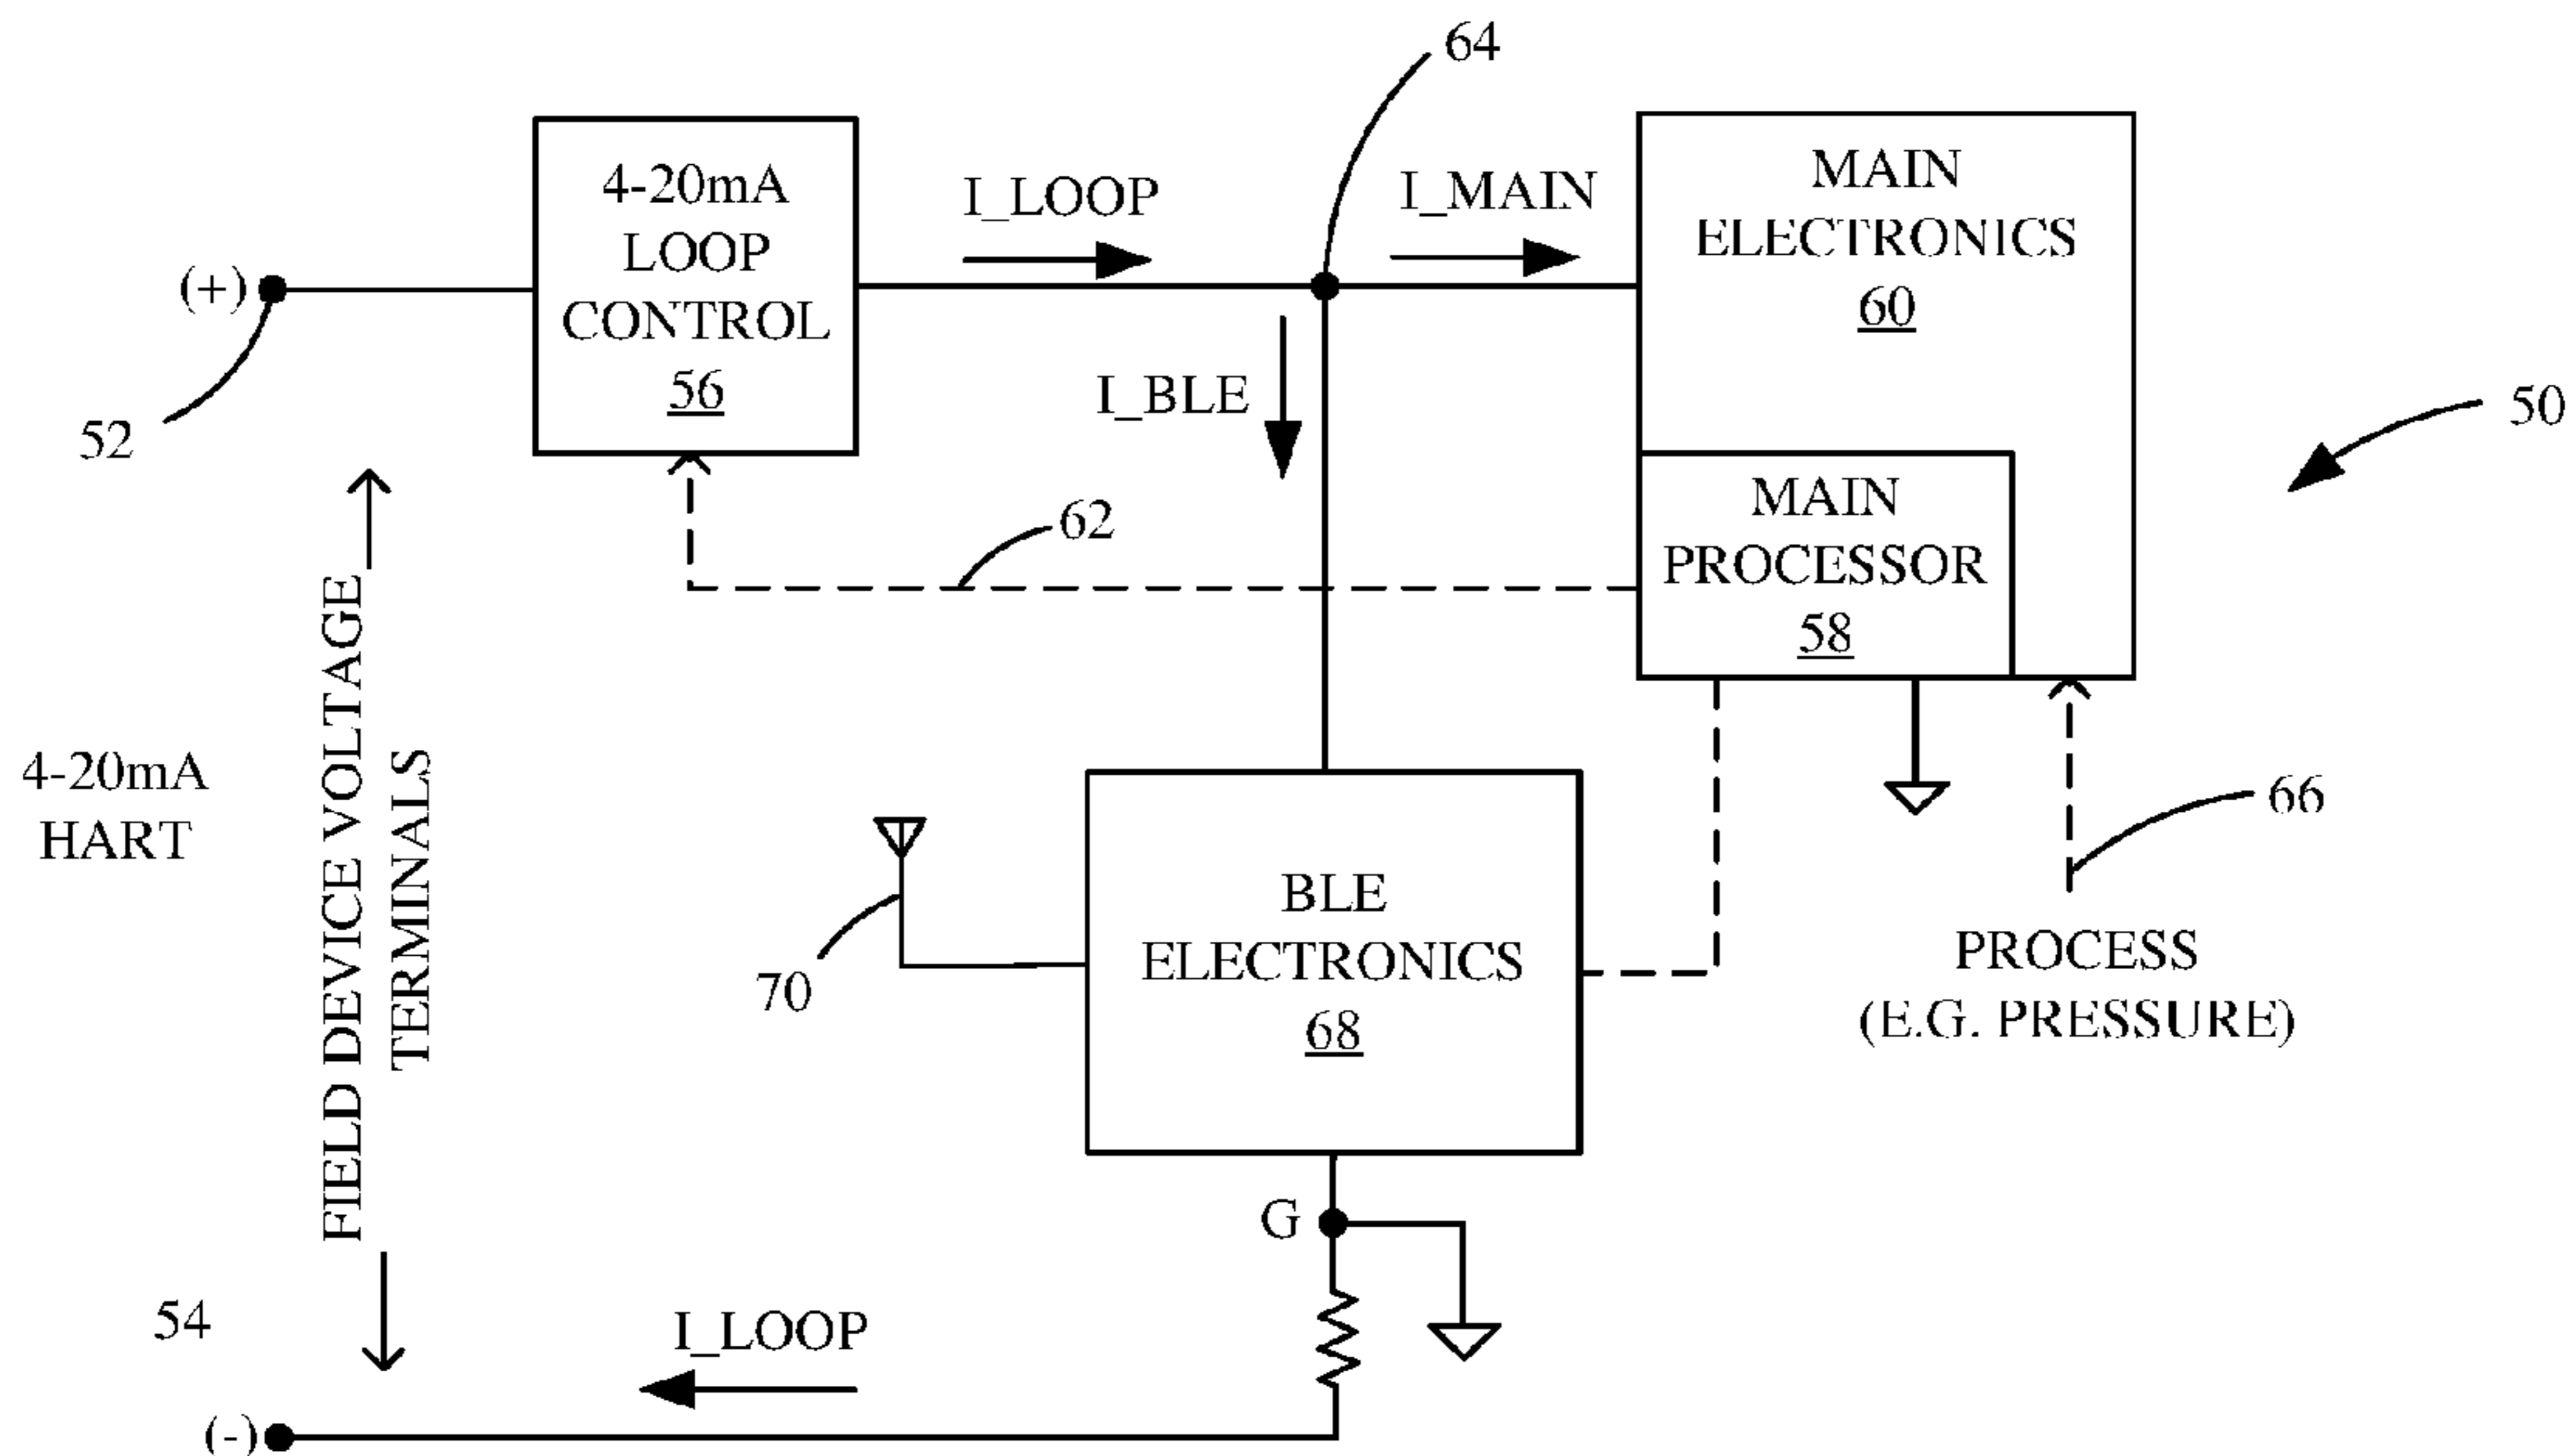 64
4-20mA
LOOP
CONTROL
56
I_LOOP
I_MAIN
MAIN
ELECTRONICS
60
(+)
52
I_BLE
50
62
MAIN
PROCESSOR
58
FIELD DEVICE VOLTAGE
TERMINALS
4-20mA
HART
66
70
BLE
ELECTRONICS
68
PROCESS
(E.G. PRESSURE)
G
54
I_LOOP
(-)